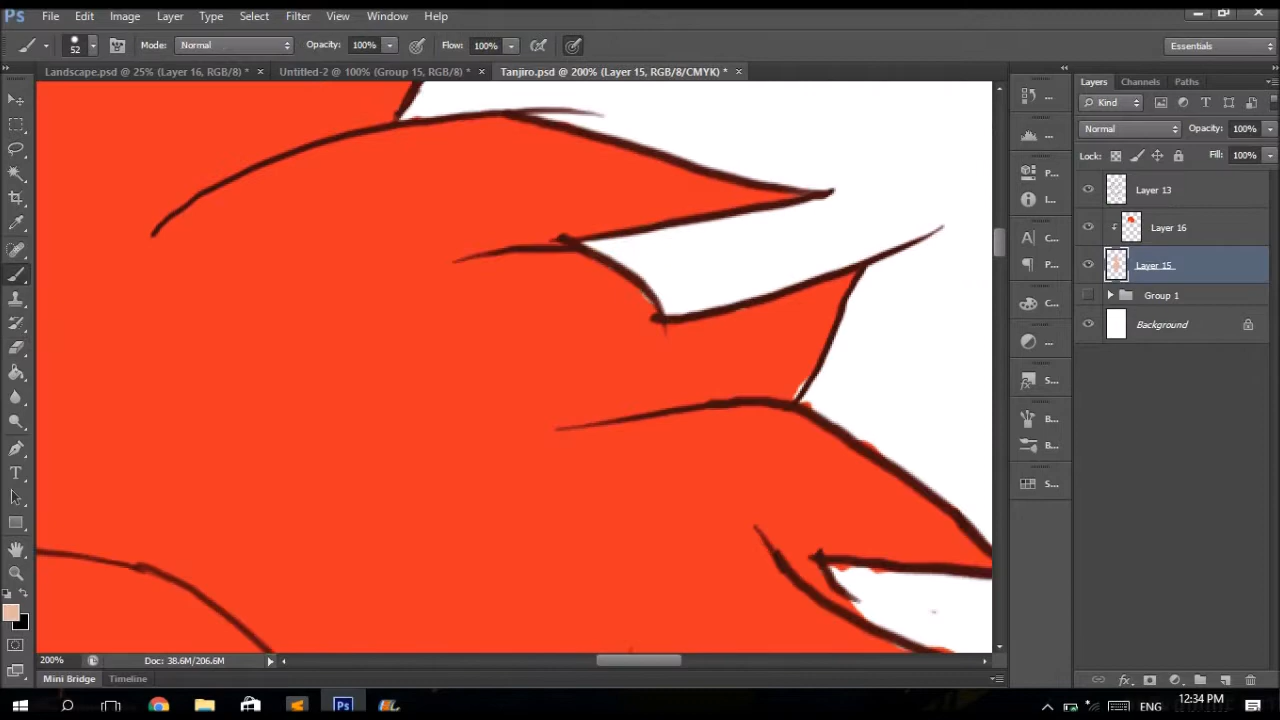 Ps File Edit Image Layer Type Select Filter View Window Help
52 Mode: Normal Opacity: 100% Flow: 100% Essentials
Landscape.psd @ 25% (Layer 16, RGB/8) * × Untitled-2 @ 100% (Group 15, RGB/8) * × Tanjiro.psd @ 200% (Layer 15, RGB/8/CMYK) * ×
Layers Channels Paths
Kind
Normal Opacity: 100%
Lock: Fill: 100%
...
...
P...
I...
A C...
P...
C...
...
S...
B...
B...
S...
Layer 13
Layer 16
Layer 15
Group 1
Background
T
fx
200% Doc: 38.6M/206.6M
Mini Bridge Timeline
Ps ENG 12:34 PM